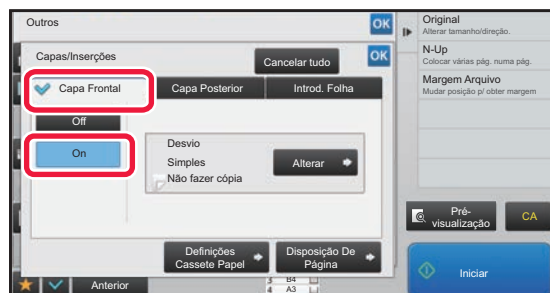 Outros
OK
Capas/Inserções
Cancelar tudo
OK
Capa Frontal
Capa Posterior
Introd. Folha
Off
On
Desvio
Simples
Não fazer cópia
Alterar
Definições
Cassete Papel
Disposição De
Página
Anterior
3 B4
4 A3
Original
Alterar tamanho/direção.
N-Up
Colocar várias pág. numa pág.
Margem Arquivo
Mudar posição p/ obter margem
Pré-
visualização
CA
Iniciar